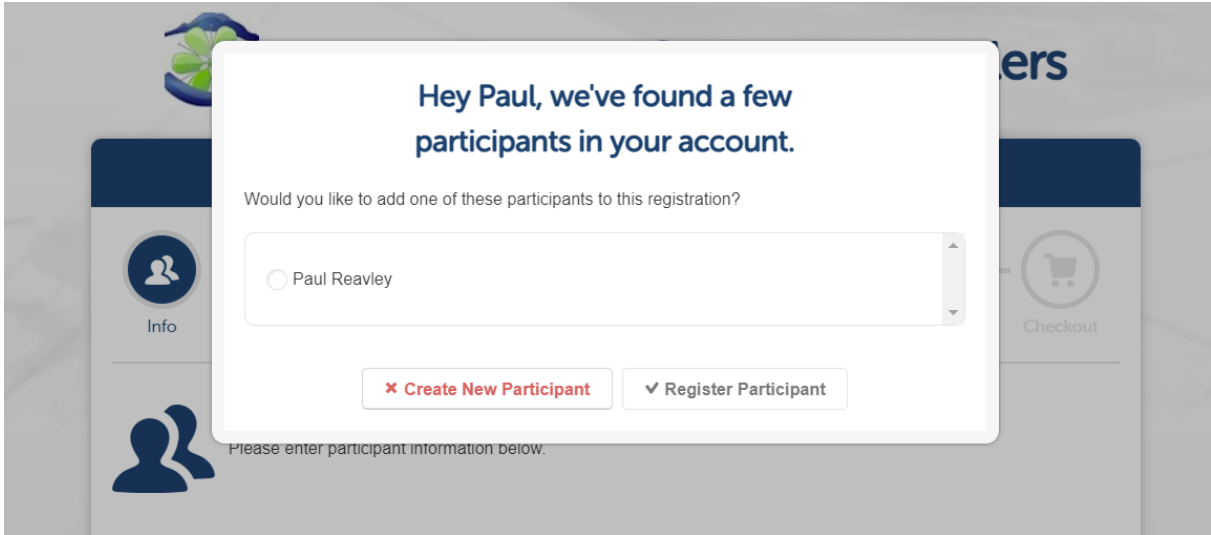 ers
Hey Paul, we've found a few
participants in your account.
Would you like to add one of these participants to this registration?
Paul Reavley
Info
Checkout
Create New Participant
Register Participant
Please enter participant information below.